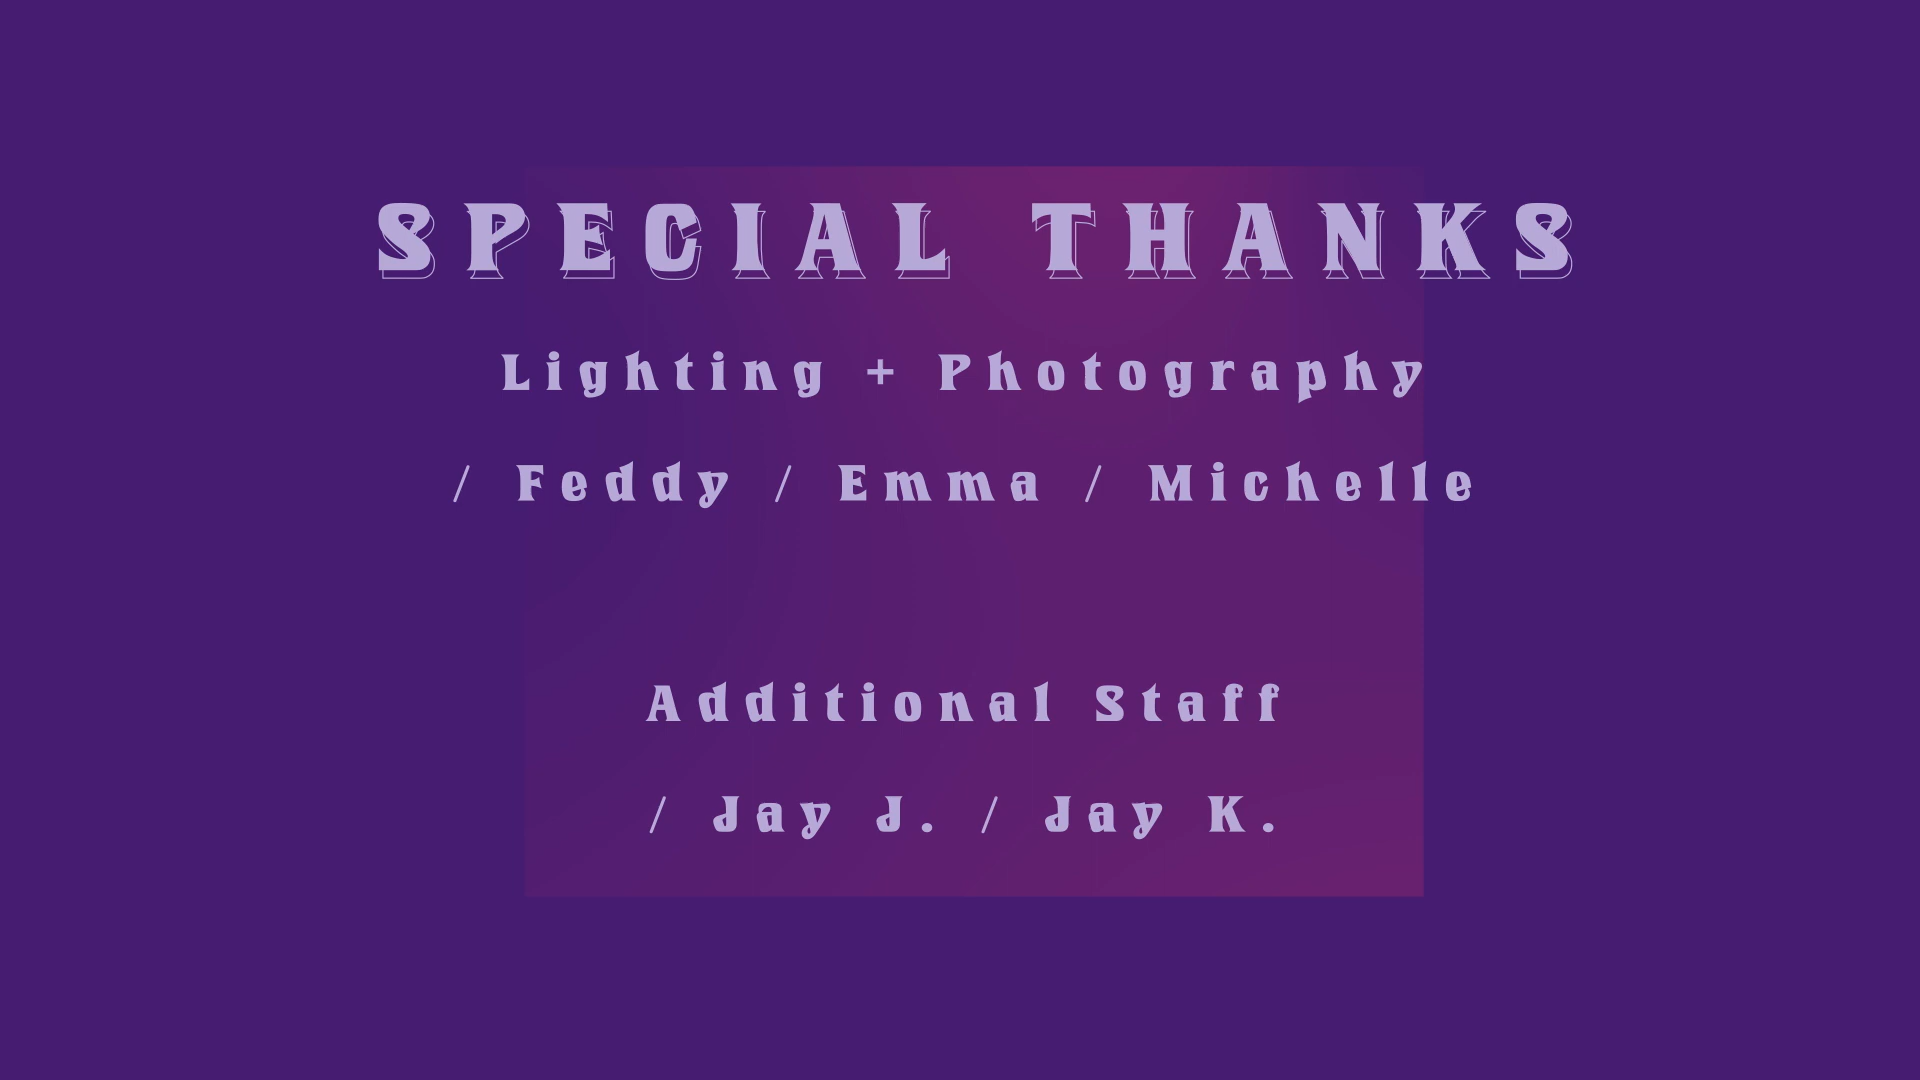 SPECIAL THANKS
Lighting + Photography
/ Feddy / Emma / Michelle
Additional Staff
/ Jay J. / Jay K.